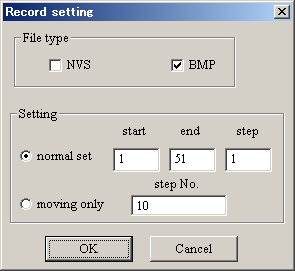 Record setting
File type
NVS BMP
Setting
start end step
normal set 1 51 1
step No.
moving only 10
OK Cancel